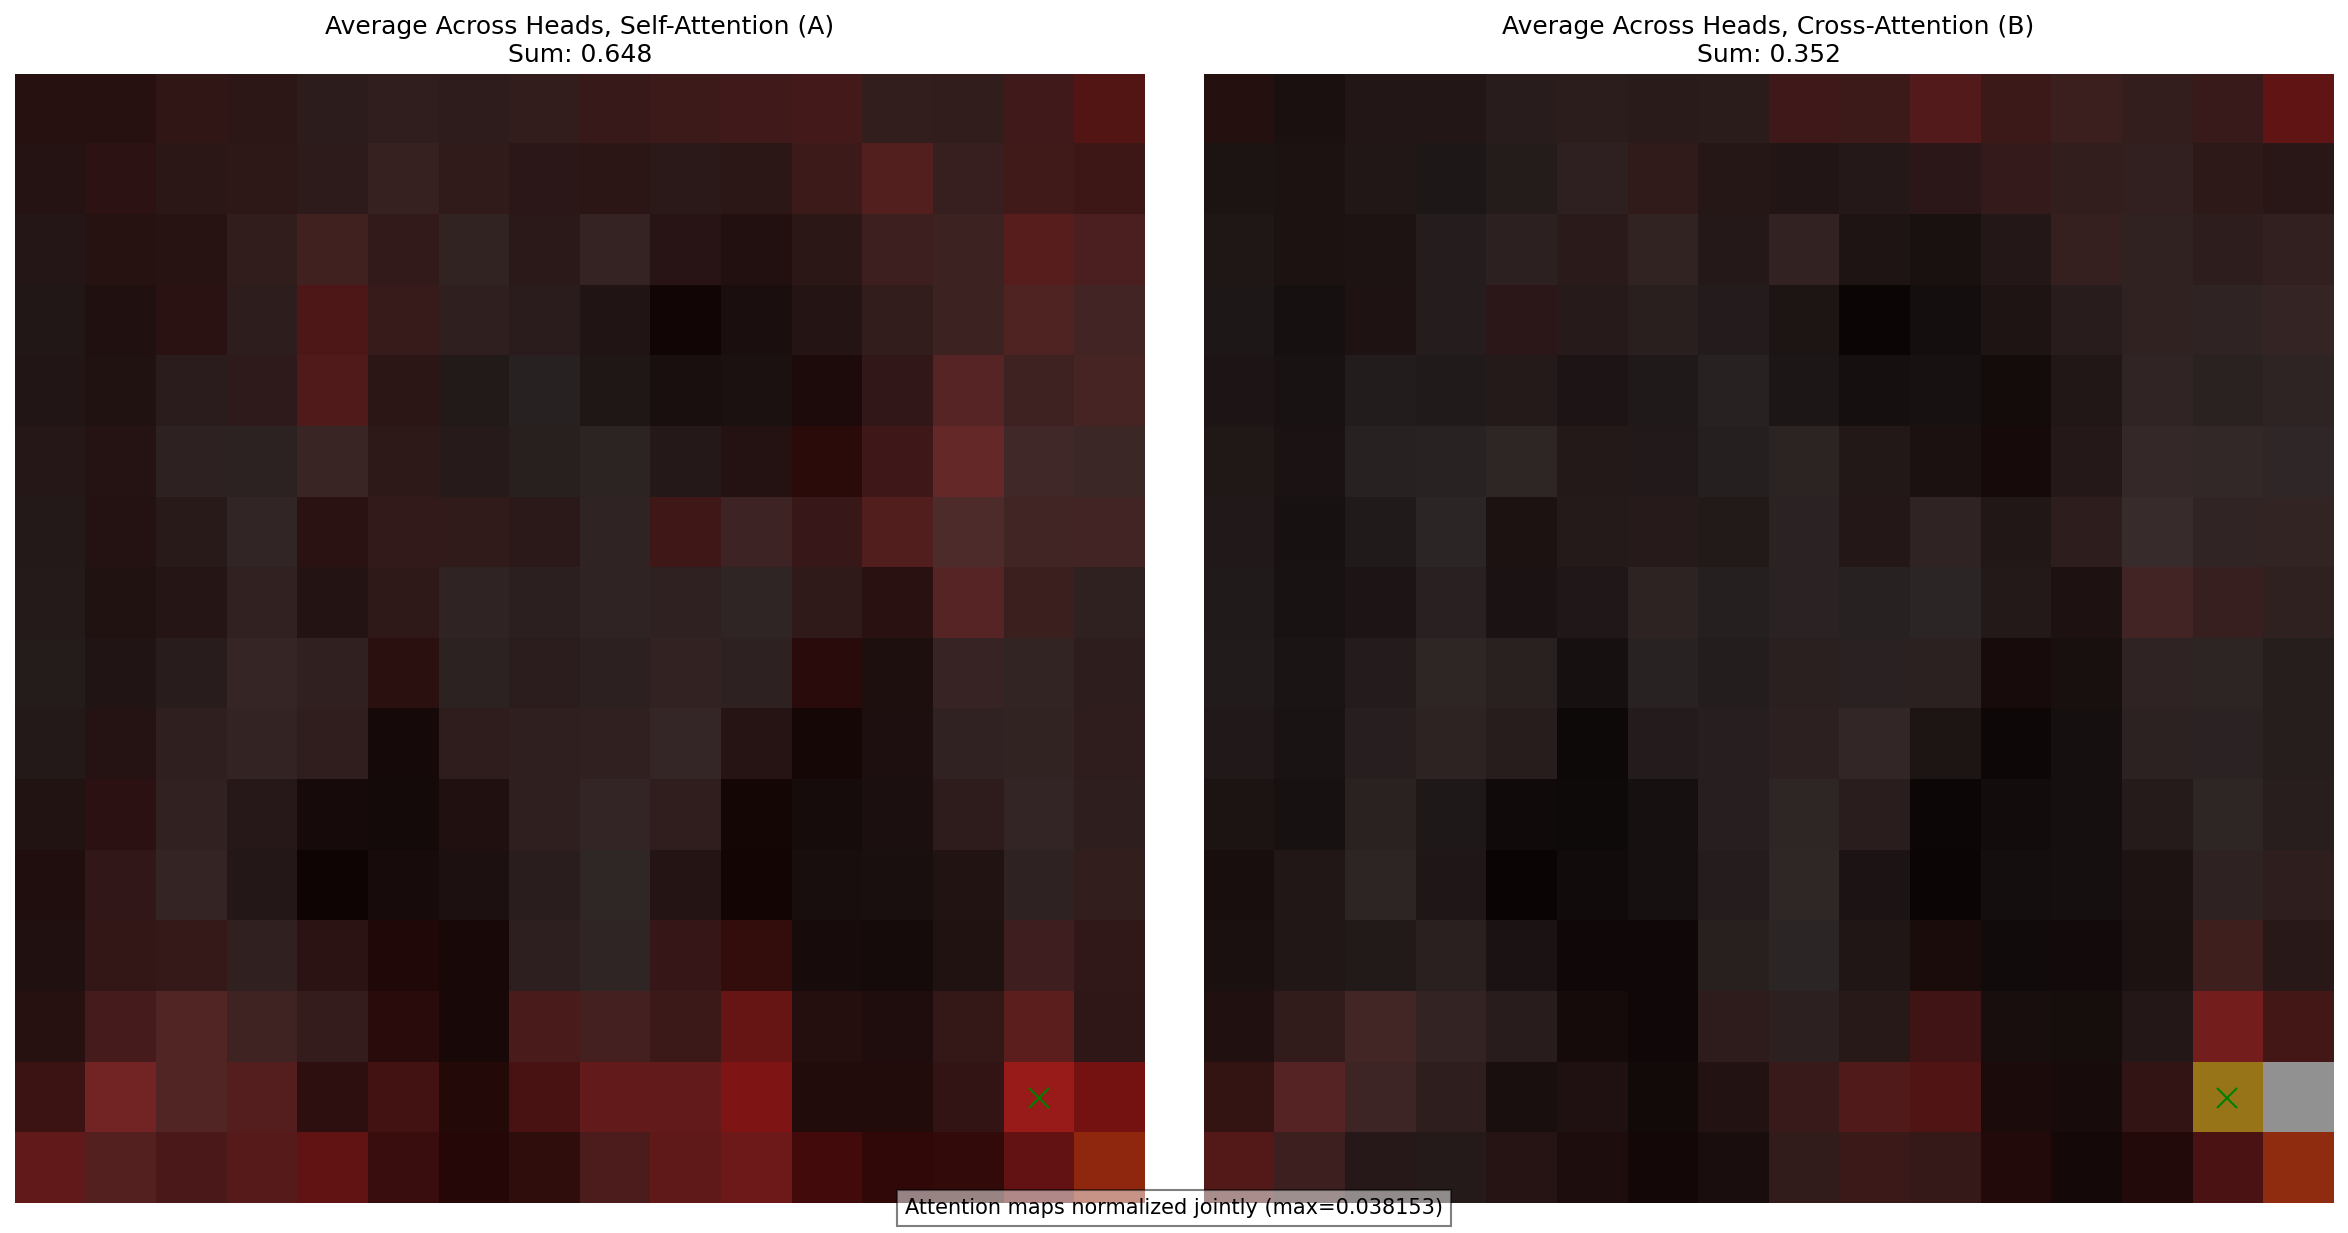 Average Across Heads, Self-Attention (A)
Sum: 0.648
Average Across Heads, Cross-Attention (B)
Sum: 0.352
Attention maps normalized jointly (max=0.038153)